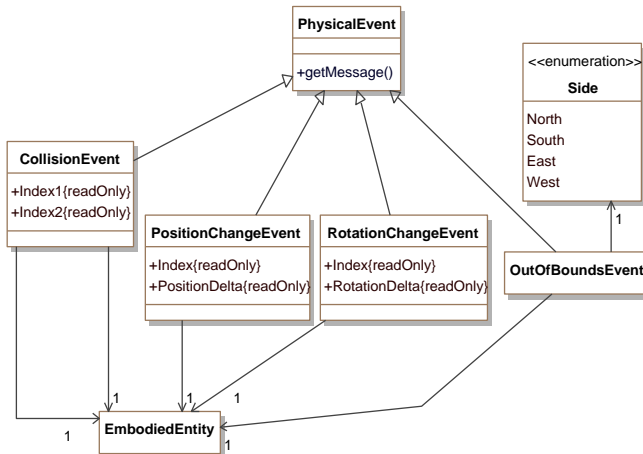 PhysicalEvent
+getMessage()
<<enumeration>>
Side
North
South
East
West
CollisionEvent
+Index1{readOnly}
+Index2{readOnly}
PositionChangeEvent
+Index{readOnly}
+PositionDelta{readOnly}
RotationChangeEvent
+Index{readOnly}
+RotationDelta{readOnly}
1
OutOfBoundsEvent
1
1
1
1
EmbodiedEntity
1